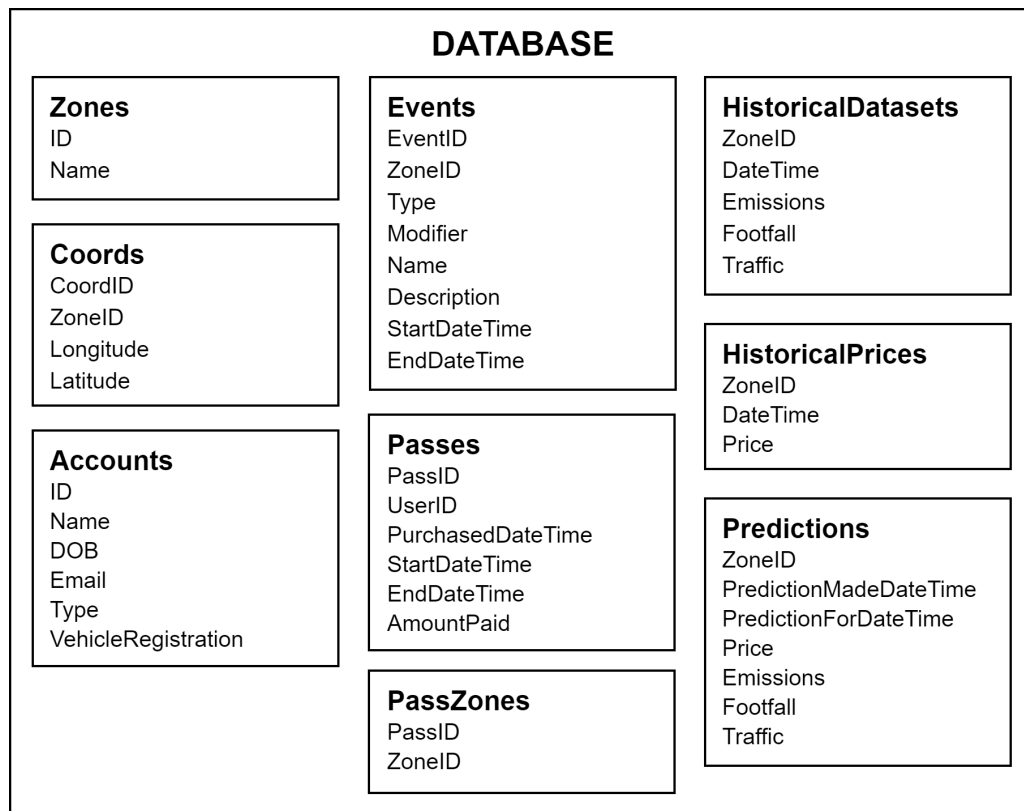 DATABASE
Zones
ID
Name
Coords
CoordID
ZoneID
Longitude
Latitude
Accounts
ID
Name
DOB
Email
Type
VehicleRegistration
Events
EventID
ZoneID
Type
Modifier
Name
Description
StartDateTime
EndDateTime
Passes
PassID
UserID
PurchasedDateTime
StartDateTime
EndDateTime
AmountPaid
PassZones
PassID
ZoneID
HistoricalDatasets
ZoneID
DateTime
Emissions
Footfall
Traffic
HistoricalPrices
ZoneID
DateTime
Price
Predictions
ZoneID
PredictionMadeDateTime
PredictionForDateTime
Price
Emissions
Footfall
Traffic